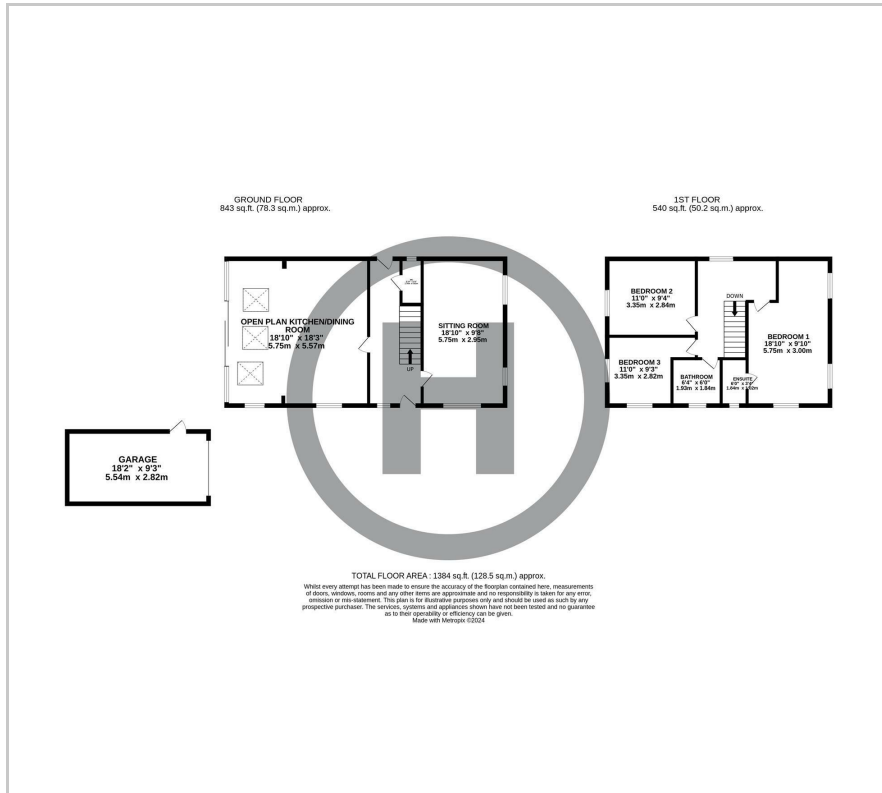 GROUND FLOOR
843 sq.ft. (78.3 sq.m.) approx.
1ST FLOOR
540 sq.ft. (50.2 sq.m.) approx.
OPEN PLAN KITCHEN/DINING
ROOM
18'10" x 18'3"
5.75m x 5.57m
UP
SITTING ROOM
18'10" x 9'8"
5.75m x 2.95m
GARAGE
18'2" x 9'3"
5.54m x 2.82m
BEDROOM 2
11'0" x 9'4"
3.35m x 2.84m
DOWN
BEDROOM 1
18'10" x 9'10"
5.75m x 3.00m
BEDROOM 3
11'0" x 9'3"
3.35m x 2.82m
BATHROOM
6'4" x 6'0"
1.93m x 1.84m
ENSUITE
TOTAL FLOOR AREA : 1384 sq.ft. (128.5 sq.m.) approx.
Whilst every attempt has been made to ensure the accuracy of the floorplan contained here, measurements
of doors, windows, rooms and any other items are approximate and no responsibility is taken for any error,
omission or mis-statement. This plan is for illustrative purposes only and should be used as such by any
prospective purchaser. The services, systems and appliances shown have not been tested and no guarantee
as to their operability or efficiency can be given.
Made with Metropix ©2024
H